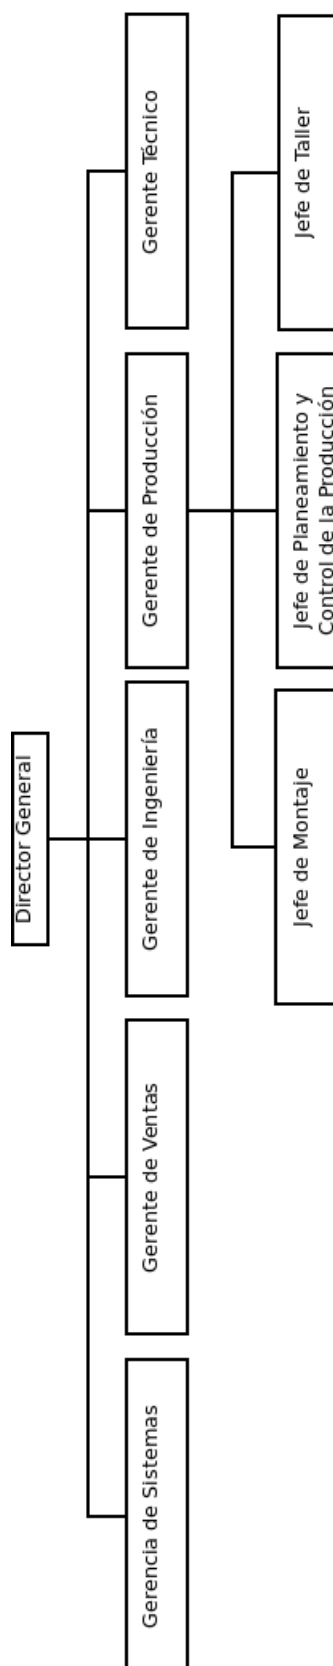 Director General
Gerencia de Sistemas
Gerente de Ventas
Gerente de Ingeniería
Gerente de Producción
Gerente Técnico
Jefe de Montaje
Jefe de Planeamiento y
Control de la Producción
Jefe de Taller